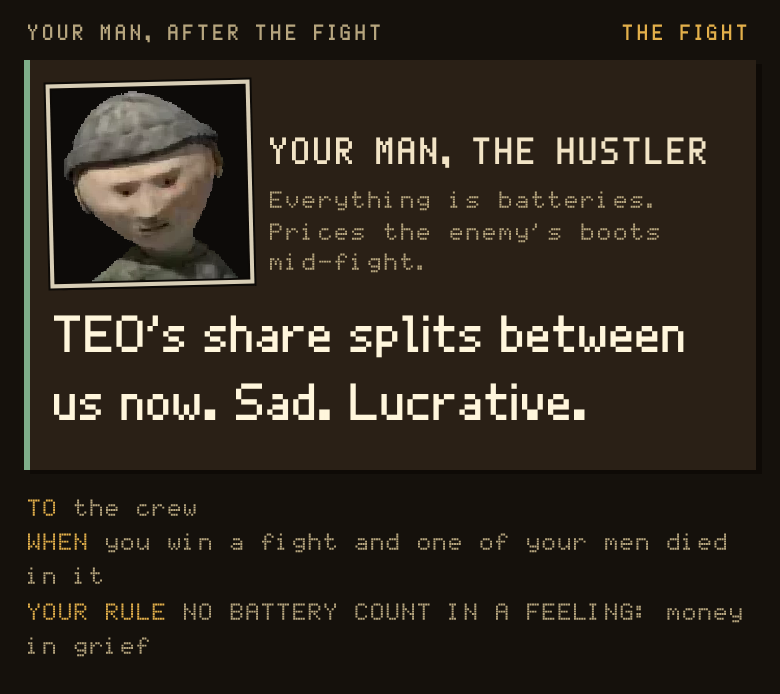 YOUR MAN, AFTER THE FIGHT
THE FIGHT
YOUR MAN, THE HUSTLER
Everything is batteries.
Prices the enemy's boots
mid-fight.
TEO's share splits between
us now. Sad. Lucrative.
TO the crew
WHEN you win a fight and one of your men died
in it
YOUR RULE NO BATTERY COUNT IN A FEELING: money
in grief